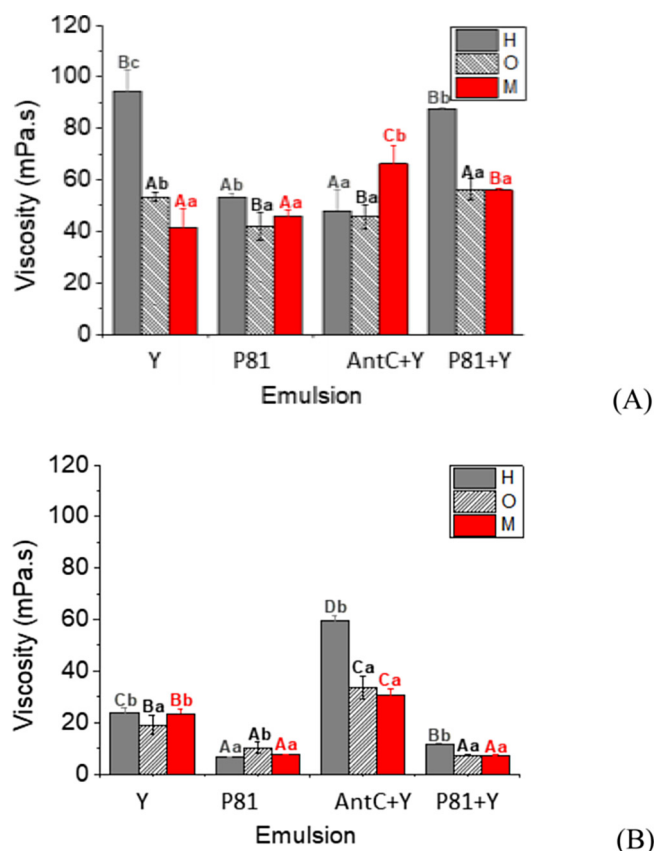 120
100
80
60
40
20
0
Viscosity (mPa.s)
Bc
Ab
Aa
Ab
Ba
Aa
Aa
Ba
Cb
Bb
Aa
Ba
H
O
M
Y
P81
AntC+Y
P81+Y
Emulsion
(A)
120
100
80
60
40
20
0
Viscosity (mPa.s)
Cb
Ba
Bb
Aa
Ab
Aa
Db
Ca
Ca
Bb
Aa
Aa
H
O
M
Y
P81
AntC+Y
P81+Y
Emulsion
(B)